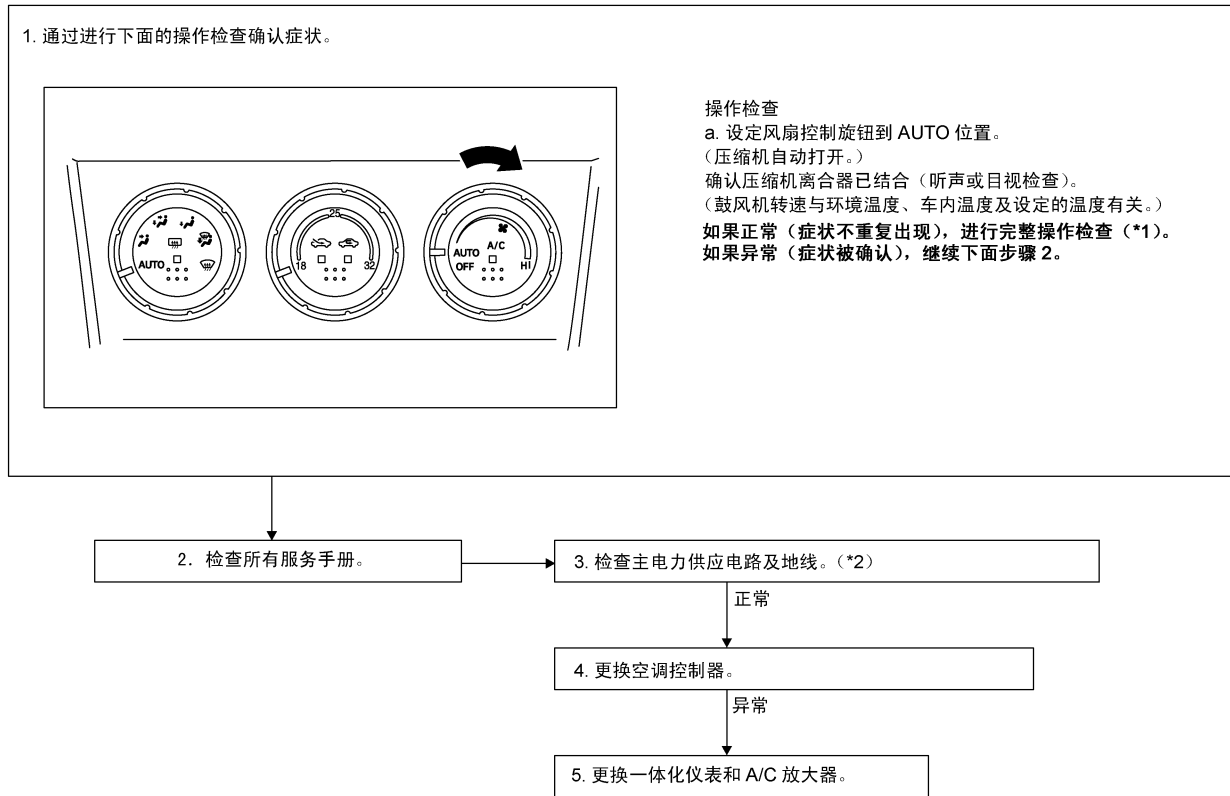 1. 通过进行下面的操作检查确认症状。
操作检查
a. 设定风扇控制旋钮到 AUTO 位置。
（压缩机自动打开。）
确认压缩机离合器已结合（听声或目视检查）。
（鼓风机转速与环境温度、车内温度及设定的温度有关。）
如果正常（症状不重复出现），进行完整操作检查（*1）。
如果异常（症状被确认），继续下面步骤 2。
AUTO
25
18
32
A/C
AUTO
OFF
HI
2. 检查所有服务手册。
3. 检查主电力供应电路及地线。（*2）
正常
4. 更换空调控制器。
异常
5. 更换一体化仪表和 A/C 放大器。